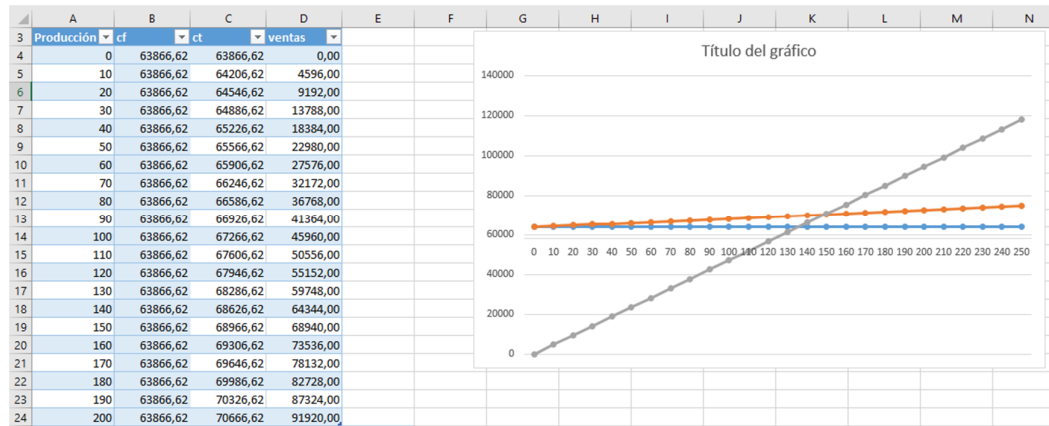 A B C D E F G H I J K L M N
3 Producción cf ct ventas
4 0 63866,62 63866,62 0,00
5 10 63866,62 64206,62 4596,00
6 20 63866,62 64546,62 9192,00
7 30 63866,62 64886,62 13788,00
8 40 63866,62 65226,62 18384,00
9 50 63866,62 65566,62 22980,00
10 60 63866,62 65906,62 27576,00
11 70 63866,62 66246,62 32172,00
12 80 63866,62 66586,62 36768,00
13 90 63866,62 66926,62 41364,00
14 100 63866,62 67266,62 45960,00
15 110 63866,62 67606,62 50556,00
16 120 63866,62 67946,62 55152,00
17 130 63866,62 68286,62 59748,00
18 140 63866,62 68626,62 64344,00
19 150 63866,62 68966,62 68940,00
20 160 63866,62 69306,62 73536,00
21 170 63866,62 69646,62 78132,00
22 180 63866,62 69986,62 82728,00
23 190 63866,62 70326,62 87324,00
24 200 63866,62 70666,62 91920,00
Título del gráfico
140000
120000
100000
80000
60000
0 10 20 30 40 50 60 70 80 90 100 110 120 130 140 150 160 170 180 190 200 210 220 230 240 250
40000
20000
0